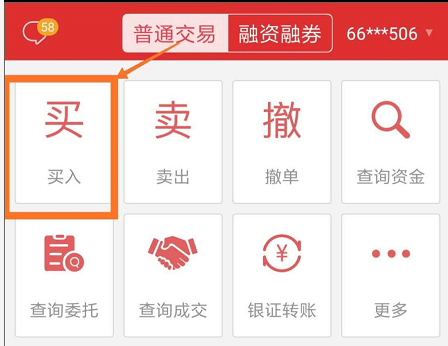 58 普通交易 融资融券 66***506
买 卖 撤
买入 卖出 撤单 查询资金
¥
查询委托 查询成交 银证转账 更多